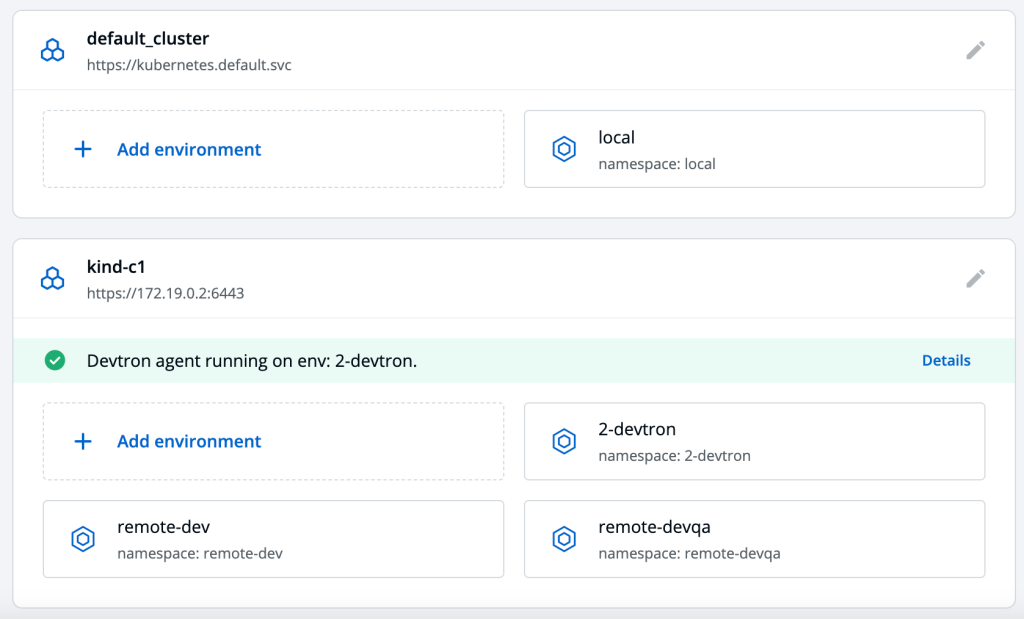 default_cluster
https://kubernetes.default.svc
Add environment
local
namespace: local
kind-c1
https://172.19.0.2:6443
Devtron agent running on env: 2-devtron.
Details
Add environment
2-devtron
namespace: 2-devtron
remote-dev
namespace: remote-dev
remote-devqa
namespace: remote-devqa